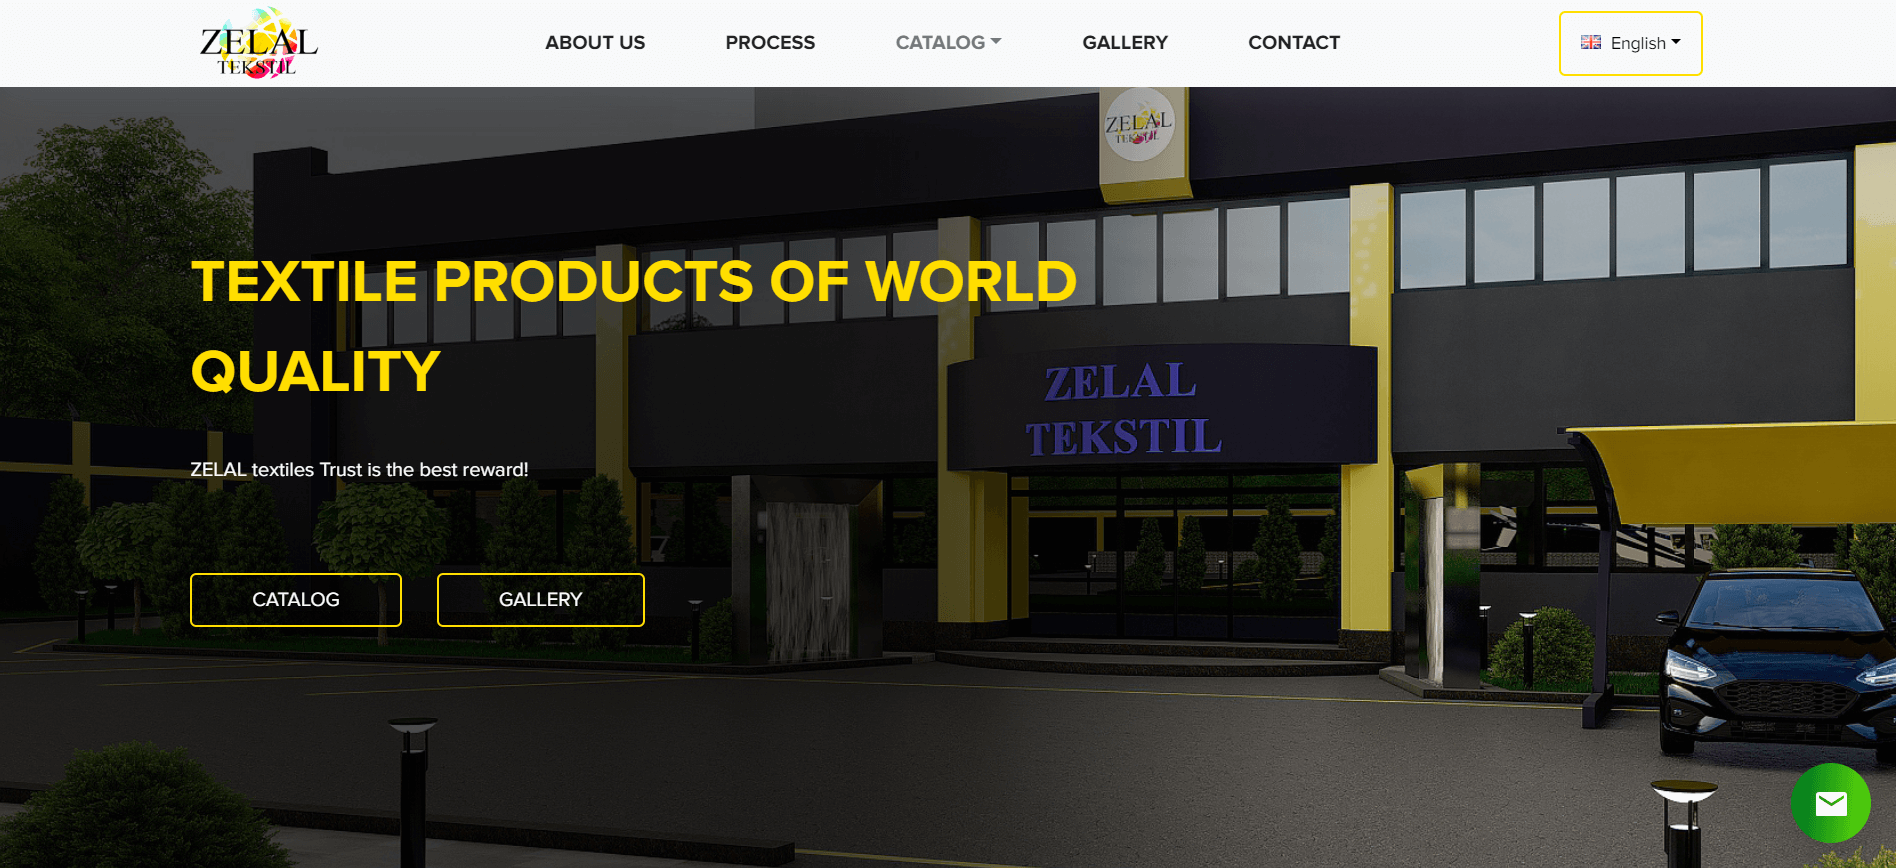 ZELAL
TEKSTIL
ABOUT US
PROCESS
CATALOG
GALLERY
CONTACT
English
ZELAL
TEKSTIL
TEXTILE PRODUCTS OF WORLD
QUALITY
ZELAL
TEKSTIL
ZELAL textiles Trust is the best reward!
CATALOG
GALLERY